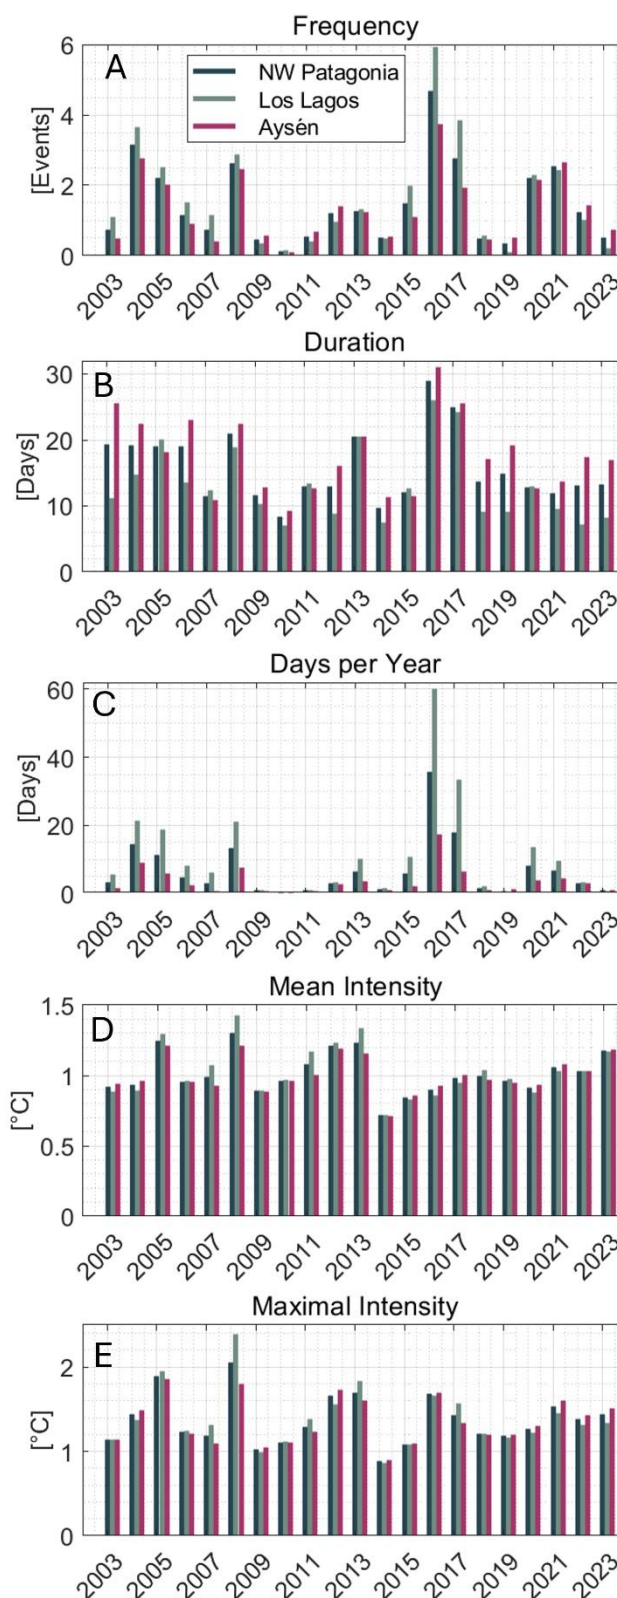 Frequency
A
[Events]
6
4
2
0
NW Patagonia
Los Lagos
Aysén
2003 2005 2007 2009 2011 2013 2015 2017 2019 2021 2023
Duration
B
[Days]
30
20
10
0
2003 2005 2007 2009 2011 2013 2015 2017 2019 2021 2023
Days per Year
C
[Days]
60
40
20
0
2003 2005 2007 2009 2011 2013 2015 2017 2019 2021 2023
Mean Intensity
D
[°C]
1.5
1
0.5
0
2003 2005 2007 2009 2011 2013 2015 2017 2019 2021 2023
Maximal Intensity
E
[°C]
2
1
0
2003 2005 2007 2009 2011 2013 2015 2017 2019 2021 2023